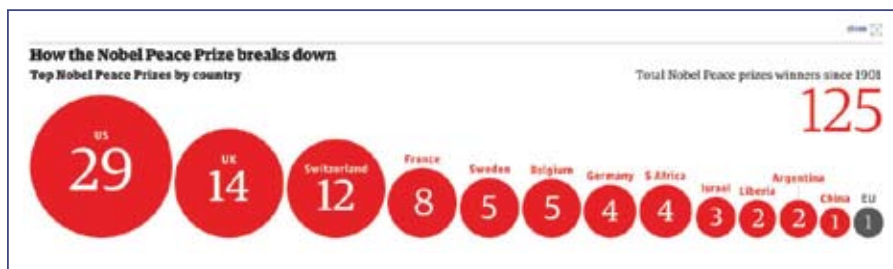 close
How the Nobel Peace Prize breaks down
Top Nobel Peace Prizes by country
Total Nobel Peace prizes winners since 1901
125
US
29
UK
14
Switzerland
12
France
8
Sweden
5
Belgium
5
Germany
4
S Africa
4
Israel
3
Liberia
2
Argentina
2
China
1
EU
1